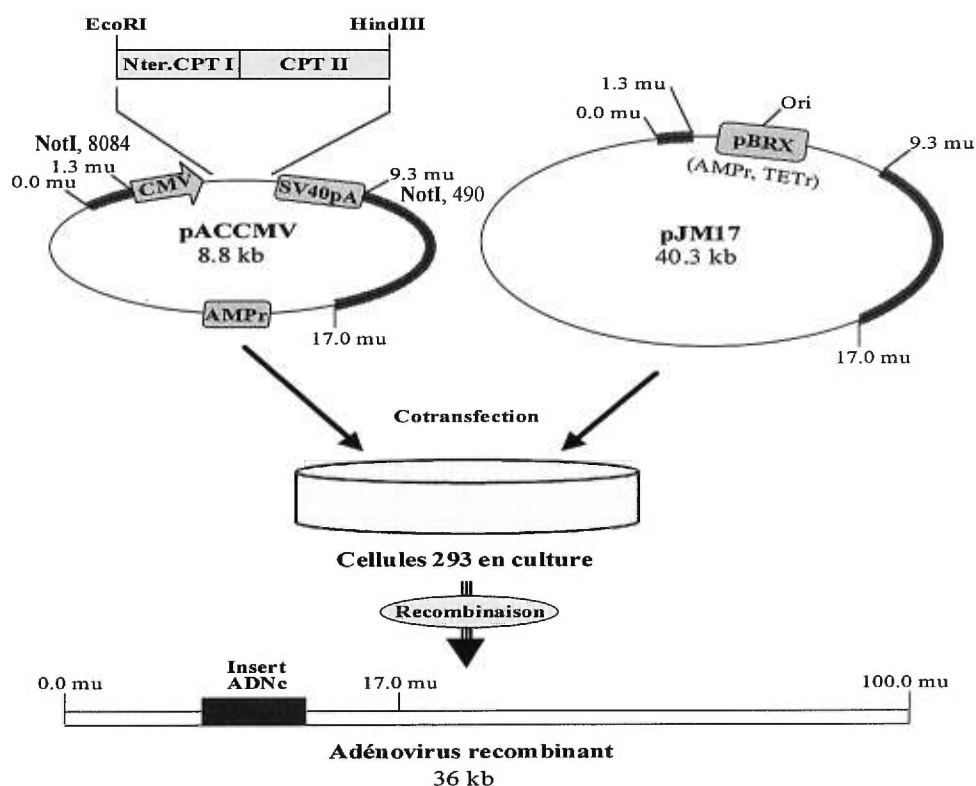 EcoRI
HindIII
Nter.CPT I
CPT II
NotI, 8084
1.3 mu
0.0 mu
CMV
SV40pA
9.3 mu
NotI, 490
pACCMV
8.8 kb
AMPr
17.0 mu
1.3 mu
0.0 mu
Ori
pBRX
(AMPr, TETr)
9.3 mu
pJM17
40.3 kb
17.0 mu
Cotransfection
Cellules 293 en culture
Recombinaison
0.0 mu
Insert
ADNc
17.0 mu
100.0 mu
Adénovirus recombinant
36 kb